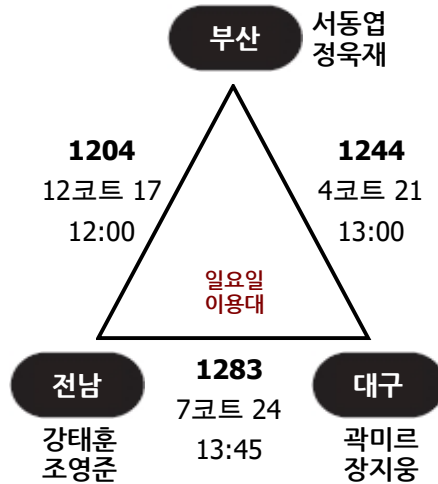 부산
서동엽
정욱재
1204
12코트 17
12:00
1244
4코트 21
13:00
일요일
이용대
전남
강태훈
조영준
1283
7코트 24
13:45
대구
곽미르
장지웅